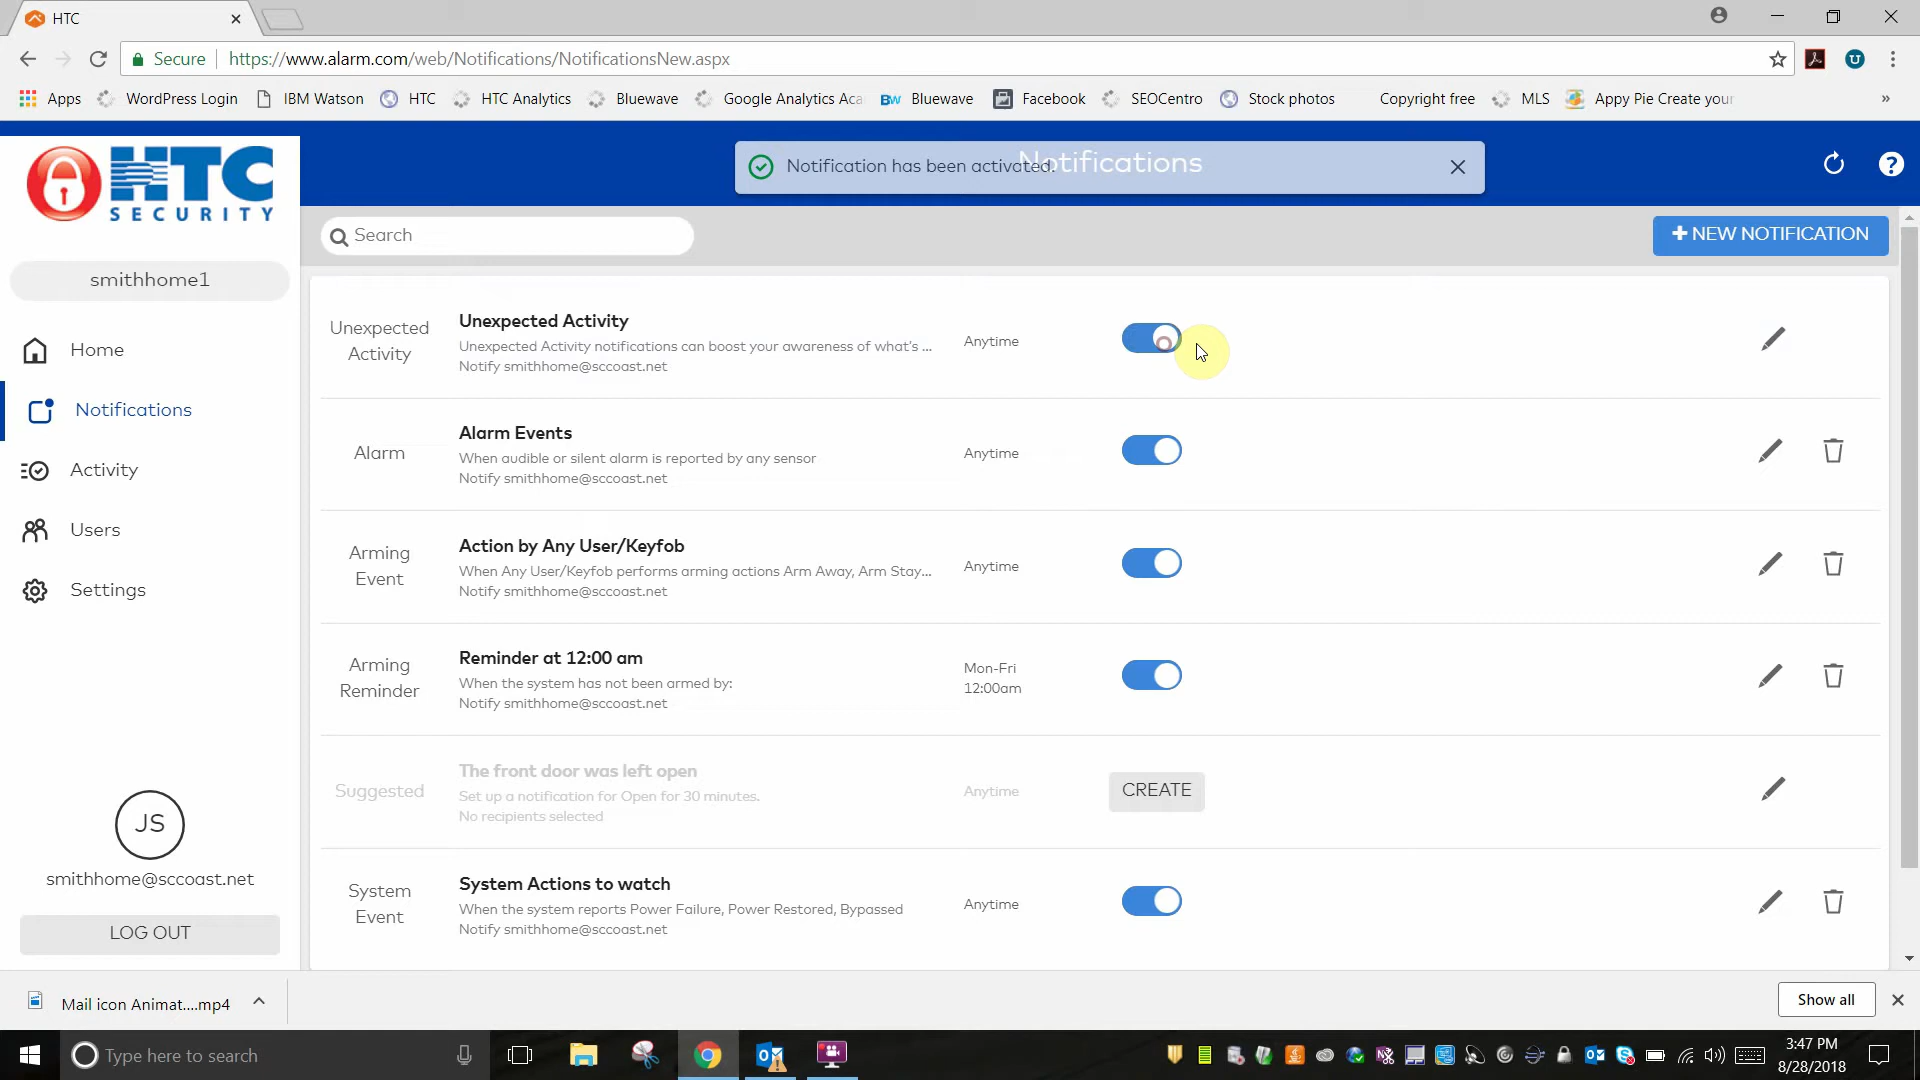 HTC
Secure
https://www.alarm.com/web/Notifications/NotificationsNew.aspx
Apps
WordPress Login
IBM Watson
HTC
HTC Analytics
Bluewave
Google Analytics Aca
BW Bluewave
Facebook
SEOCentro
Stock photos
Copyright free
MLS
Appy Pie Create your
»
HTC
SECURITY
Notification has been activated.
Notifications
Search
+ NEW NOTIFICATION
smithhome1
Home
Notifications
Activity
Users
Settings
JS
smithhome@sccoast.net
LOG OUT
Unexpected
Activity
Unexpected Activity
Unexpected Activity notifications can boost your awareness of what's ...
Notify smithhome@sccoast.net
Anytime
Alarm
Alarm Events
When audible or silent alarm is reported by any sensor
Notify smithhome@sccoast.net
Anytime
Arming
Event
Action by Any User/Keyfob
When Any User/Keyfob performs arming actions Arm Away, Arm Stay...
Notify smithhome@sccoast.net
Anytime
Arming
Reminder
Reminder at 12:00 am
When the system has not been armed by:
Notify smithhome@sccoast.net
Mon-Fri
12:00am
Suggested
The front door was left open
Set up a notification for Open for 30 minutes.
No recipients selected
Anytime
CREATE
System
Event
System Actions to watch
When the system reports Power Failure, Power Restored, Bypassed
Notify smithhome@sccoast.net
Anytime
Mail icon Animat....mp4
Show all
Type here to search
3:47 PM
8/28/2018